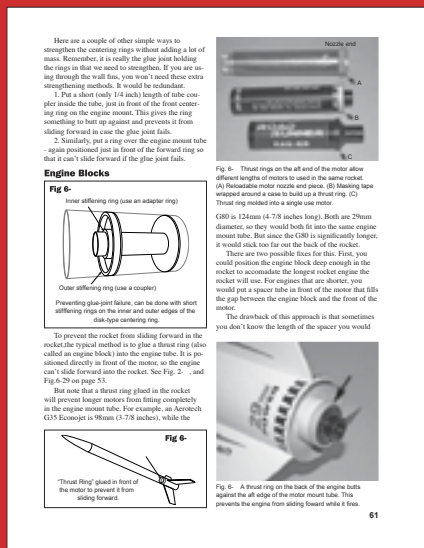 Here are a couple of other simple ways to
strengthen the centering rings without adding a lot of
mass. Remember, it is really the glue joint holding
the rings in that we need to strengthen. If you are us-
ing through the wall fins, you won't need these extra
strengthening methods. It would be redundant.
1. Put a short (only 1/4 inch) length of tube cou-
pler inside the tube, just in front of the front center-
ing ring on the engine mount. This gives the ring
something to butt up against and prevents it from
sliding forward in case the glue joint fails.
2. Similarly, put a ring over the engine mount tube
- again positioned just in front of the forward ring so
that it can't slide forward if the glue joint fails.
Engine Blocks
Fig 6-
Inner stiffening ring (use an adapter ring)
Outer stiffening ring (use a coupler)
Preventing glue-joint failure, can be done with short
stifffening rings on the inner and outer edges of the
disk-type centering ring.
To prevent the rocket from sliding forward in the
rocket,the typical method is to glue a thrust ring (also
called an engine block) into the engine tube. It is po-
sitioned directly in front of the motor, so the engine
can't slide forward into the rocket. See Fig. 2- , and
Fig.6-29 on page 53.
But note that a thrust ring glued in the rocket
will prevent longer motors from fitting completely
in the engine mount tube. For example, an Aerotech
G35 Econojet is 98mm (3-7/8 inches), while the
Fig 6-
"Thrust Ring" glued in front of
the motor to prevent it from
sliding forward.
Nozzle end
A
B
C
Fig. 6- Thrust rings on the aft end of the motor allow
different lengths of motors to used in the same rocket.
(A) Reloadable motor nozzle end piece, (B) Masking tape
wrapped around a case to build up a thrust ring. (C)
Thrust ring molded into a single use motor.
G80 is 124mm (4-7/8 inches long). Both are 29mm
diameter, so they would both fit into the same engine
mount tube. But since the G80 is significantly longer,
it would stick too far out the back of the rocket.
There are two possible fixes for this. First, you
could position the engine block deep enough in the
rocket to accomadate the longest rocket engine the
rocket will use. For engines that are shorter, you
would put a spacer tube in front of the motor that fills
the gap between the engine block and the front of the
motor.
The drawback of this approach is that sometimes
you don't know the length of the spacer you would
Fig. 6- A thrust ring on the back of the engine butts
against the aft edge of the motor mount tube. This
prevents the engine from sliding foward while it fires.
61